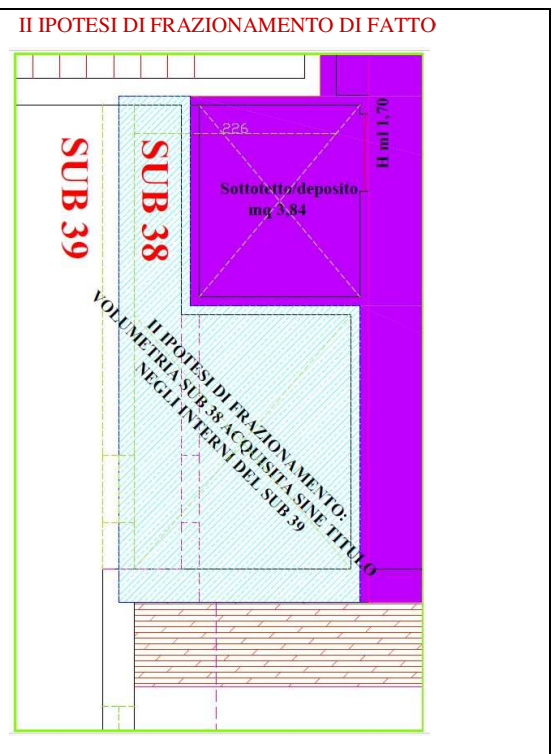 II IPOTESI DI FRAZIONAMENTO DI FATTO
226
H ml 1,70
SUB 39
SUB 38
Sottotetto/deposito
mq 3,84
II IPOTESI DI FRAZIONAMENTO:
VOLUMETRIA SUB 38 ACQUISITA SINE TITULO
NEGLI INTERNI DEL SUB 39